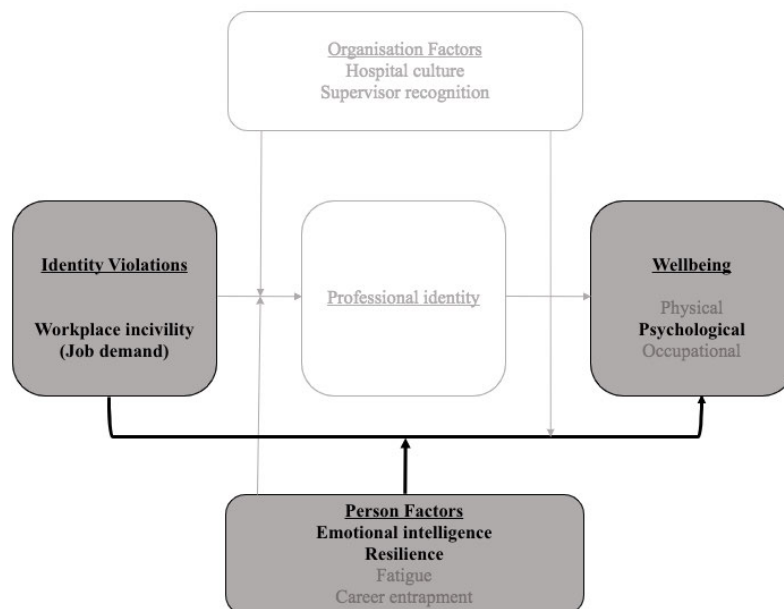 Organisation Factors
Hospital culture
Supervisor recognition
Identity Violations
Workplace incivility
(Job demand)
Professional identity
Wellbeing
Physical
Psychological
Occupational
Person Factors
Emotional intelligence
Resilience
Fatigue
Career entrapment